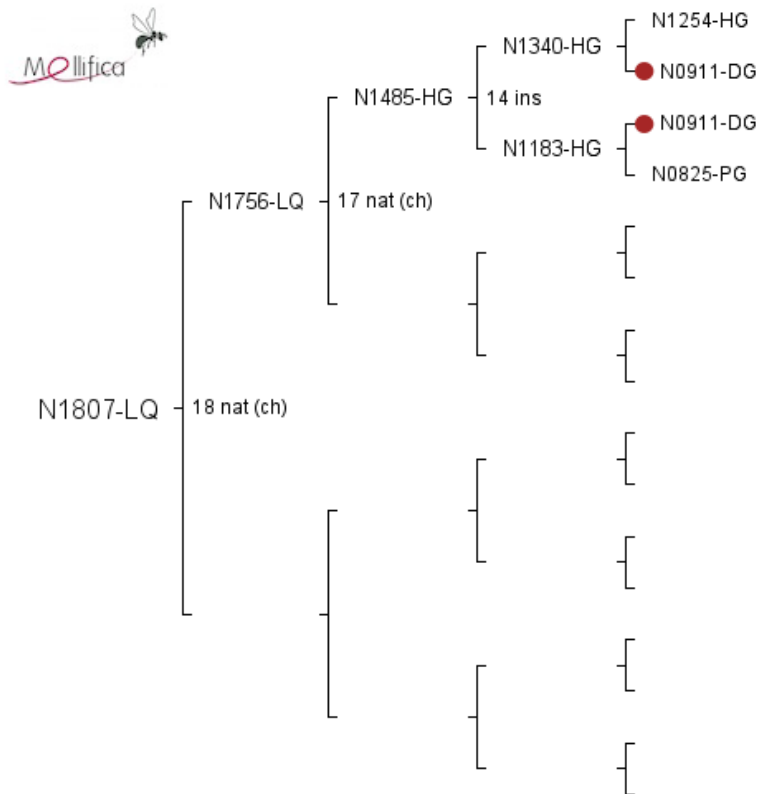 Mellifica
N1254-HG
N1340-HG
N0911-DG
N1485-HG
14 ins
N0911-DG
N1183-HG
N0825-PG
N1756-LQ
17 nat (ch)
N1807-LQ
18 nat (ch)